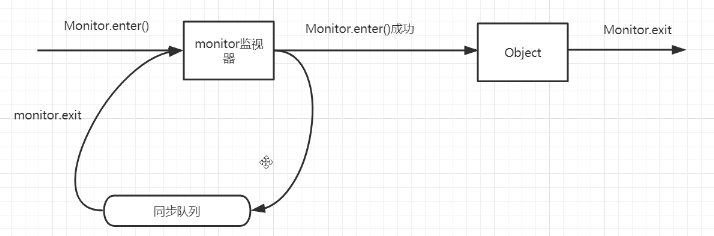 Monitor.enter()
Monitor.enter()成功
Monitor.exit
monitor监视
器
Object
monitor.exit
同步队列